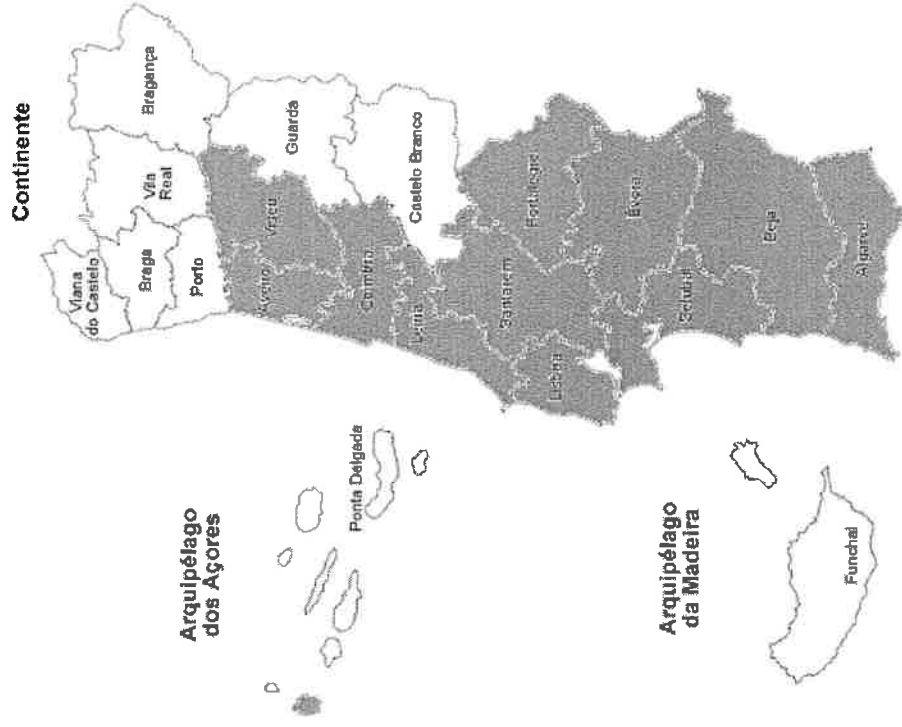 Continente
Viana
do Castelo
Braga
Porto
Vila
Real
Bragança
Aveiro
Viseu
Guarda
Coimbra
Leiria
Castelo Branco
Santarém
Portalegre
Lisboa
Évora
Setúbal
Beja
Algarve
Arquipélago
dos Açores
Ponta Delgada
Arquipélago
da Madeira
Funchal